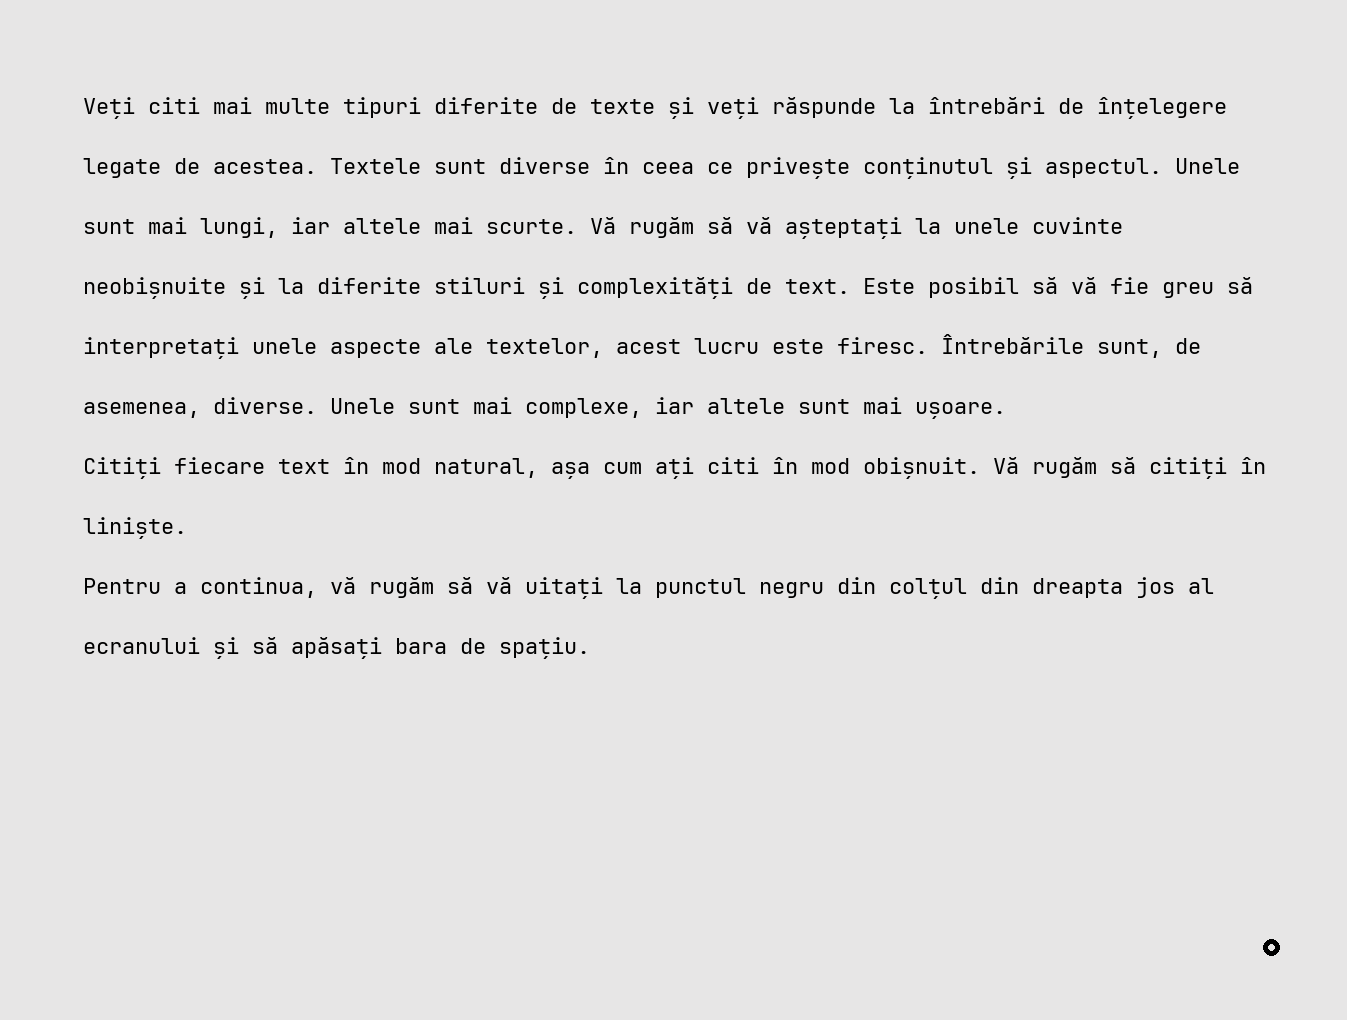 Veți citi mai multe tipuri diferite de texte și veți răspunde la întrebări de înțelegere
legate de acestea. Textele sunt diverse în ceea ce privește conținutul și aspectul. Unele
sunt mai lungi, iar altele mai scurte. Vă rugăm să vă așteptați la unele cuvinte
neobișnuite și la diferite stiluri și complexități de text. Este posibil să vă fie greu să
interpretați unele aspecte ale textelor, acest lucru este firesc. Întrebările sunt, de
asemenea, diverse. Unele sunt mai complexe, iar altele sunt mai ușoare.
Citiți fiecare text în mod natural, așa cum ați citi în mod obișnuit. Vă rugăm să citiți în
liniște.
Pentru a continua, vă rugăm să vă uitați la punctul negru din colțul din dreapta jos al
ecranului și să apăsați bara de spațiu.